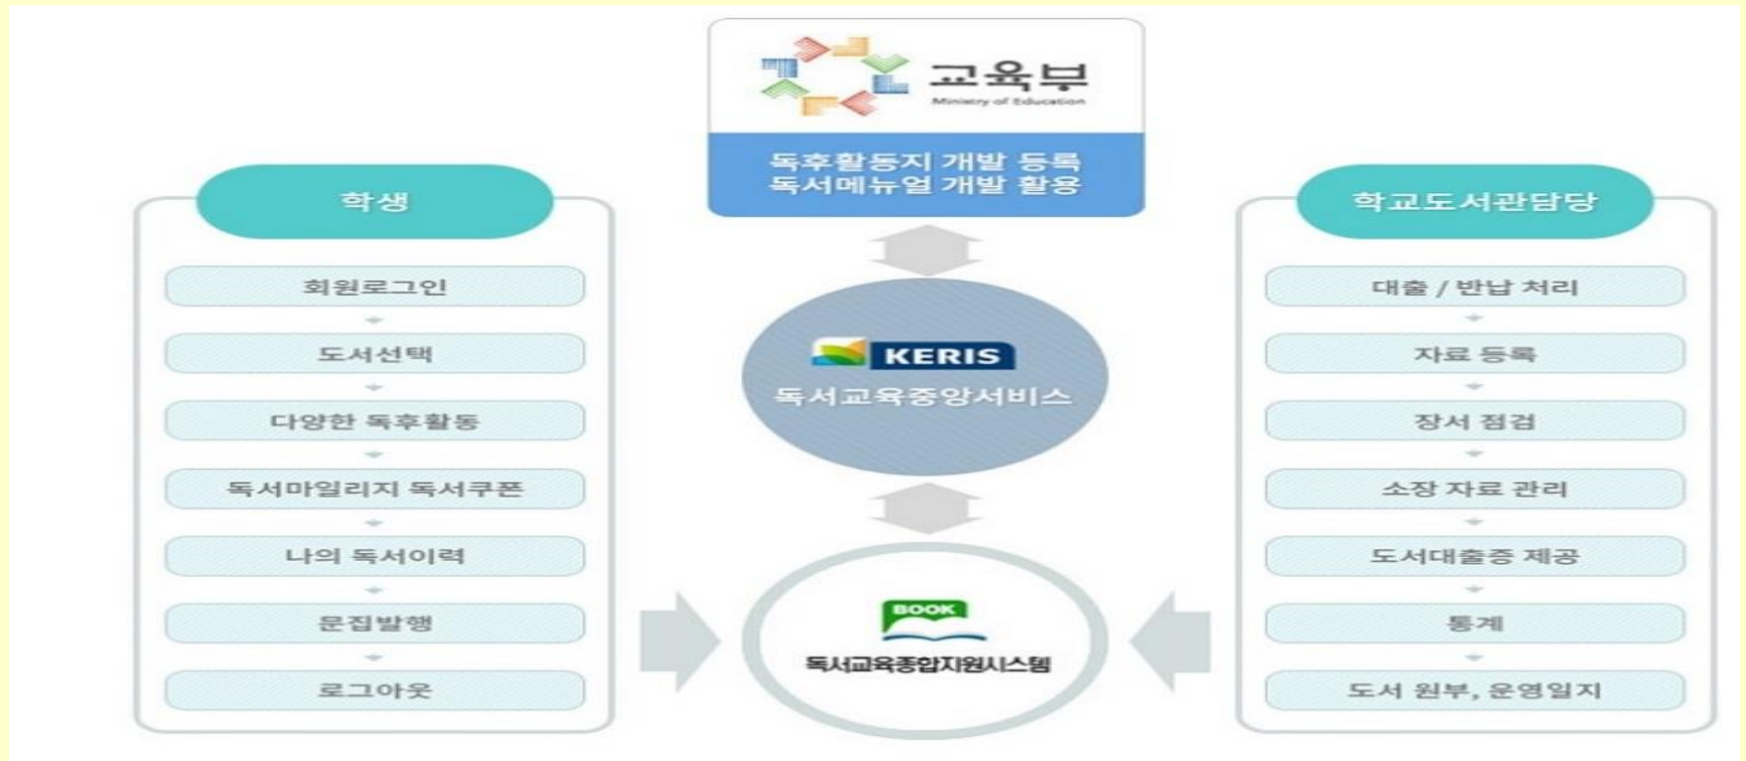 교육부
Ministry of Education
독후활동지 개발 등록
독서메뉴얼 개발 활용
학생
회원로그인
도서선택
다양한 독후활동
독서마일리지 독서쿠폰
나의 독서이력
문집발행
로그아웃
KERIS
독서교육중앙서비스
BOOK
독서교육종합지원시스템
학교도서관담당
대출 / 반납 처리
자료 등록
장서 점검
소장 자료 관리
도서대출증 제공
통계
도서 원부, 운영일지